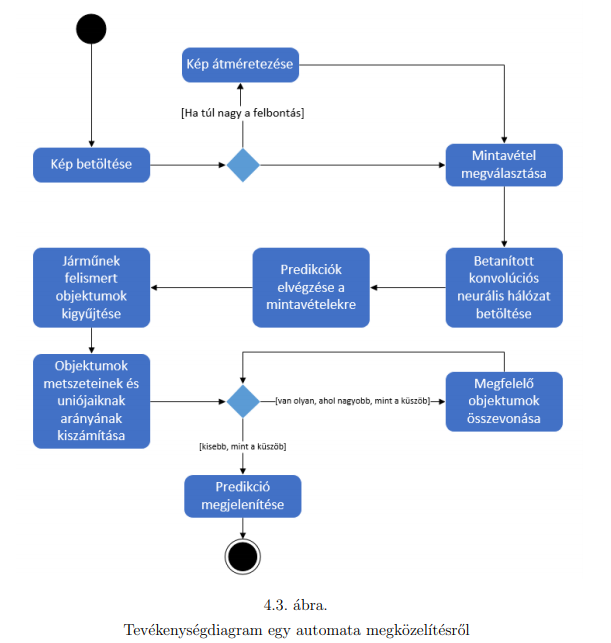 Kép átméretezése
[Ha túl nagy a felbontás]
Kép betöltése
Mintavétel
megválasztása
Járműnek
felismert
objektumok
kigyűjtése
Predikciók
elvégzése a
mintavételekre
Betanított
konvolúciós
neurális hálózat
betöltése
Objektumok
metszeteinek és
uniójaiknak
arányának
kiszámítása
[van olyan, ahol nagyobb, mint a küszöb]
Megfelelő
objektumok
összevonása
[kisebb, mint a küszöb]
Predikció
megjelenítése
4.3. ábra.
Tevékenységdiagram egy automata megközelítésről